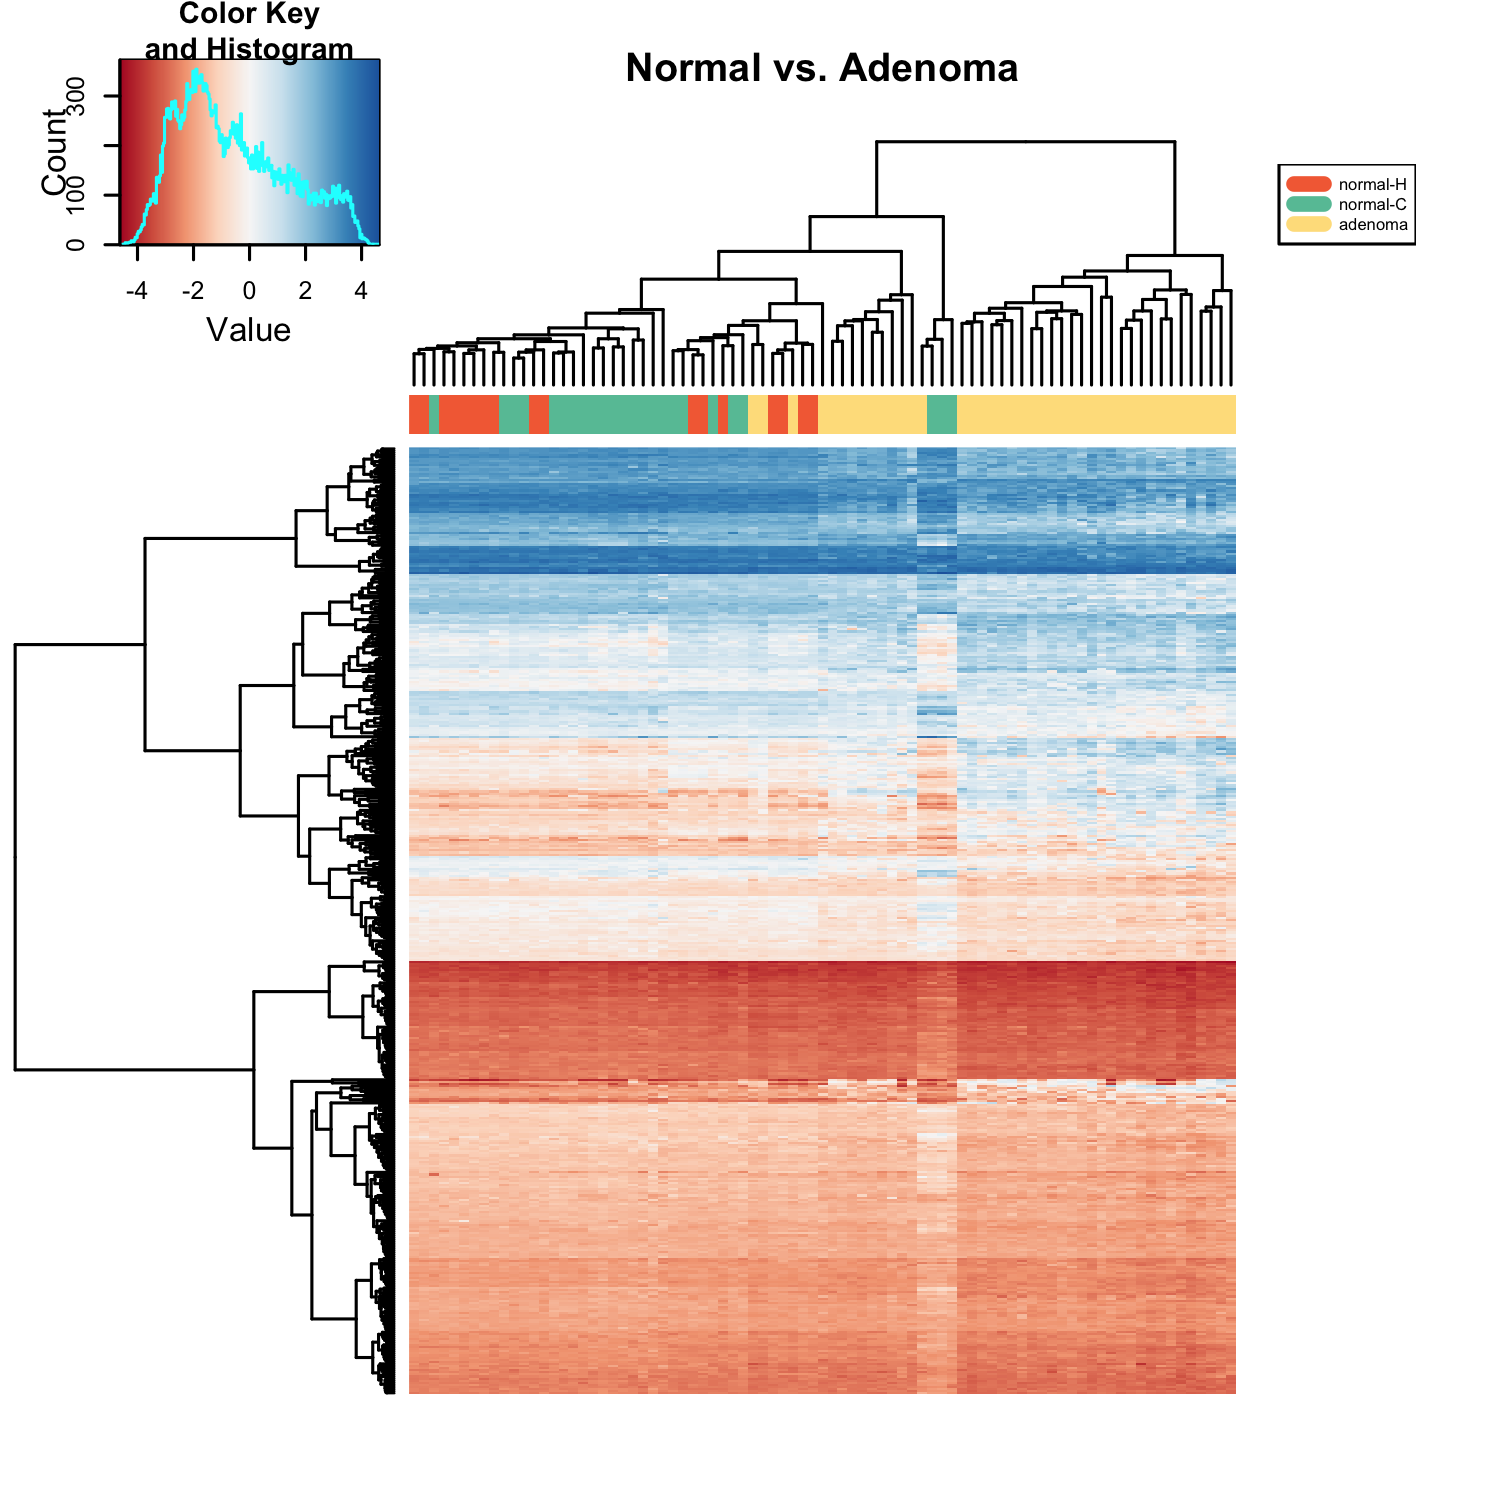 Color Key
and Histogram
Count
0 100 300
-4 -2 0 2 4
Value
Normal vs. Adenoma
normal-H
normal-C
adenoma